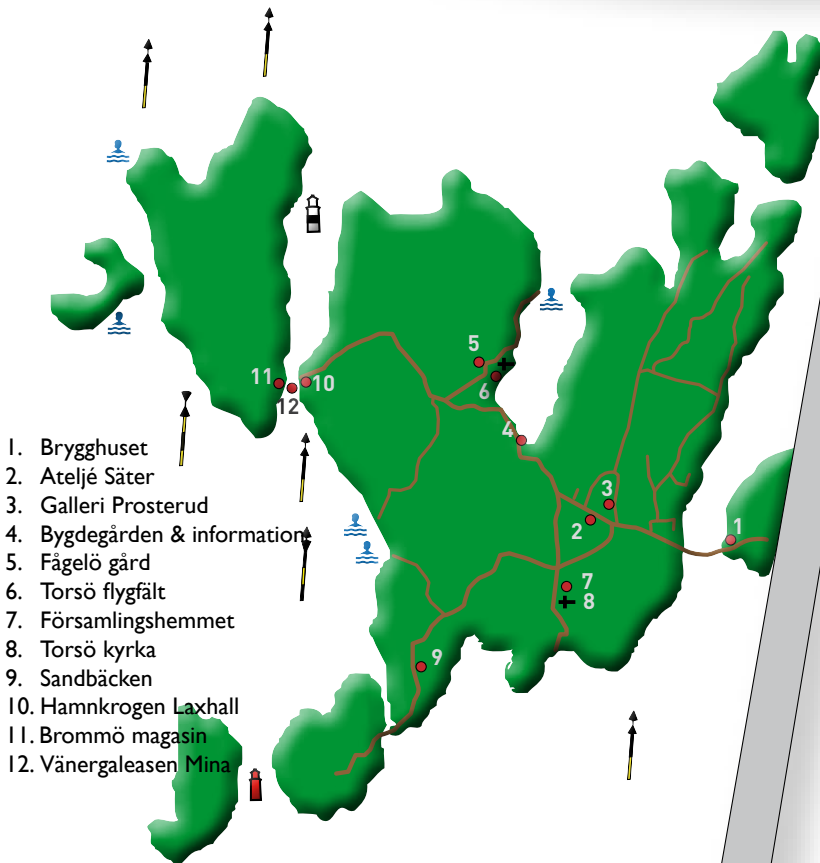 5
6
11
10
12
4
3
2
1
7
8
9
1. Brygghuset
2. Ateljé Säter
3. Galleri Prosterud
4. Bygdegården & information
5. Fågelö gård
6. Torsö flygfält
7. Församlingshemmet
8. Torsö kyrka
9. Sandbäcken
10. Hamnkrogen Laxhall
11. Brommö magasin
12. Vänergaleasen Mina